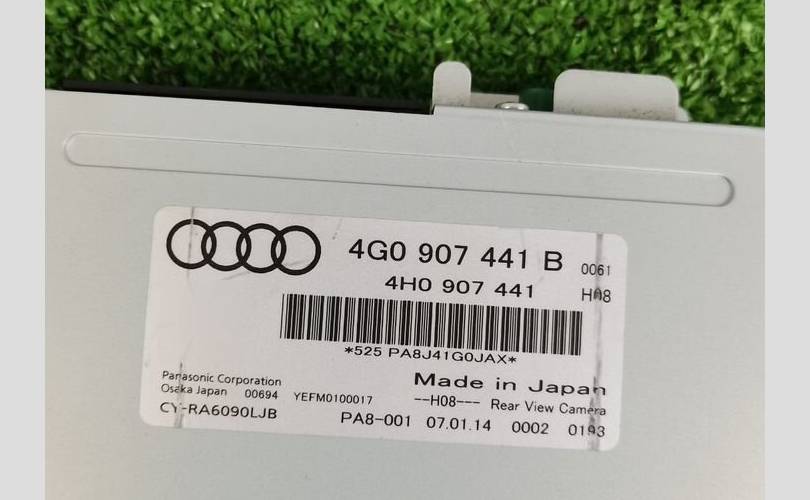 4G0 907 441 B 0061
4H0 907 441 H08
*525 PA8J41G0JAX*
Panasonic Corporation Made in Japan
Osaka Japan 00694 YEFM0100017 --H08--- Rear View Camera
CY-RA6090LJB PA8-001 07.01.14 0002 0193